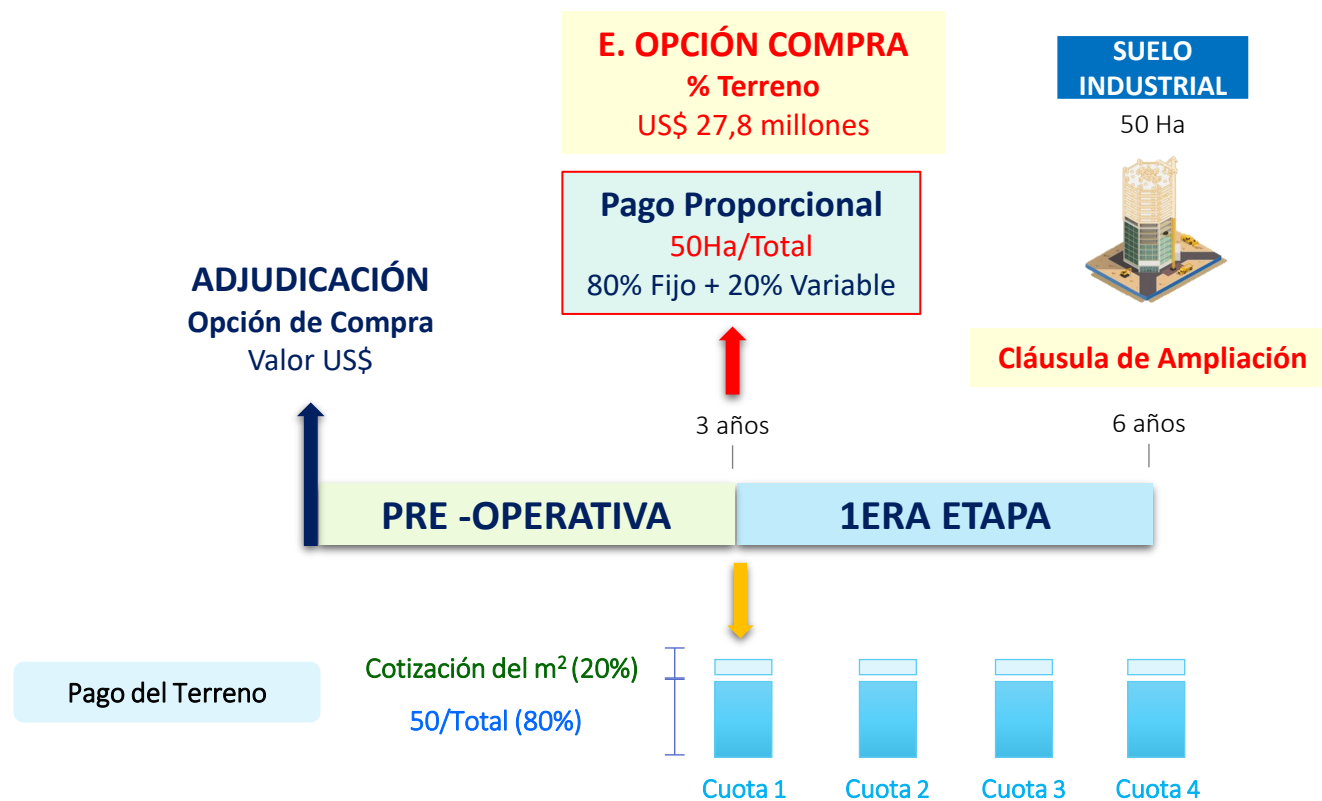 E. OPCIÓN COMPRA
% Terreno
US$ 27,8 millones
SUELO
INDUSTRIAL
50 Ha
Pago Proporcional
50Ha/Total
80% Fijo + 20% Variable
ADJUDICACIÓN
Opción de Compra
Valor US$
Cláusula de Ampliación
3 años
6 años
PRE -OPERATIVA
1ERA ETAPA
Pago del Terreno
Cotización del m² (20%)
50/Total (80%)
Cuota 1
Cuota 2
Cuota 3
Cuota 4